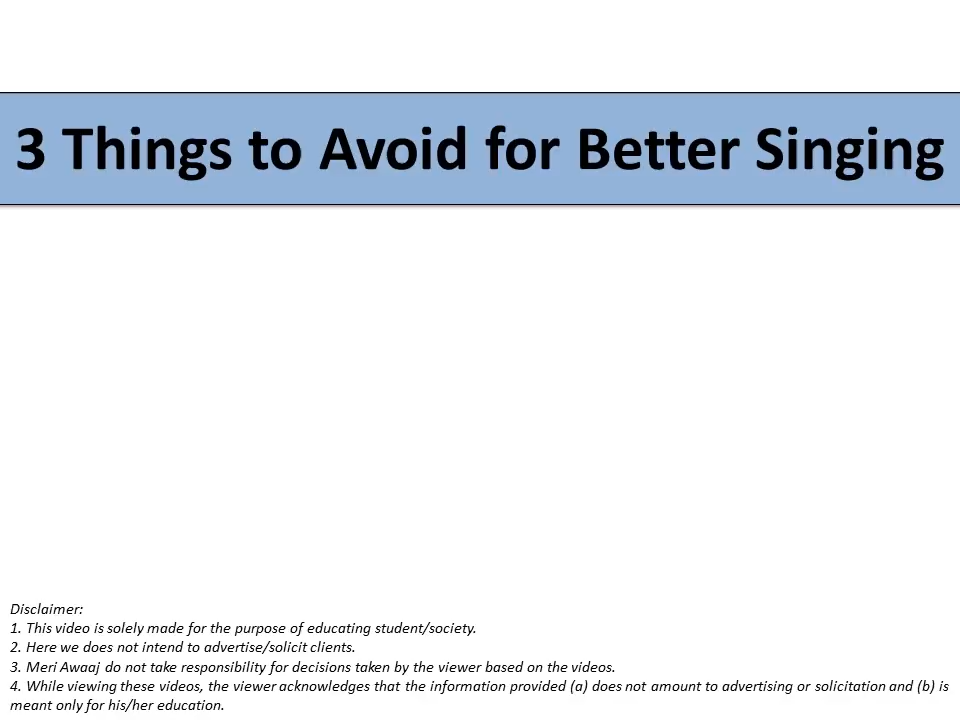 3 Things to Avoid for Better Singing
Disclaimer:
1. This video is solely made for the purpose of educating student/society.
2. Here we does not intend to advertise/solicit clients.
3. Meri Awaaj do not take responsibility for decisions taken by the viewer based on the videos.
4. While viewing these videos, the viewer acknowledges that the information provided (a) does not amount to advertising or solicitation and (b) is
meant only for his/her education.